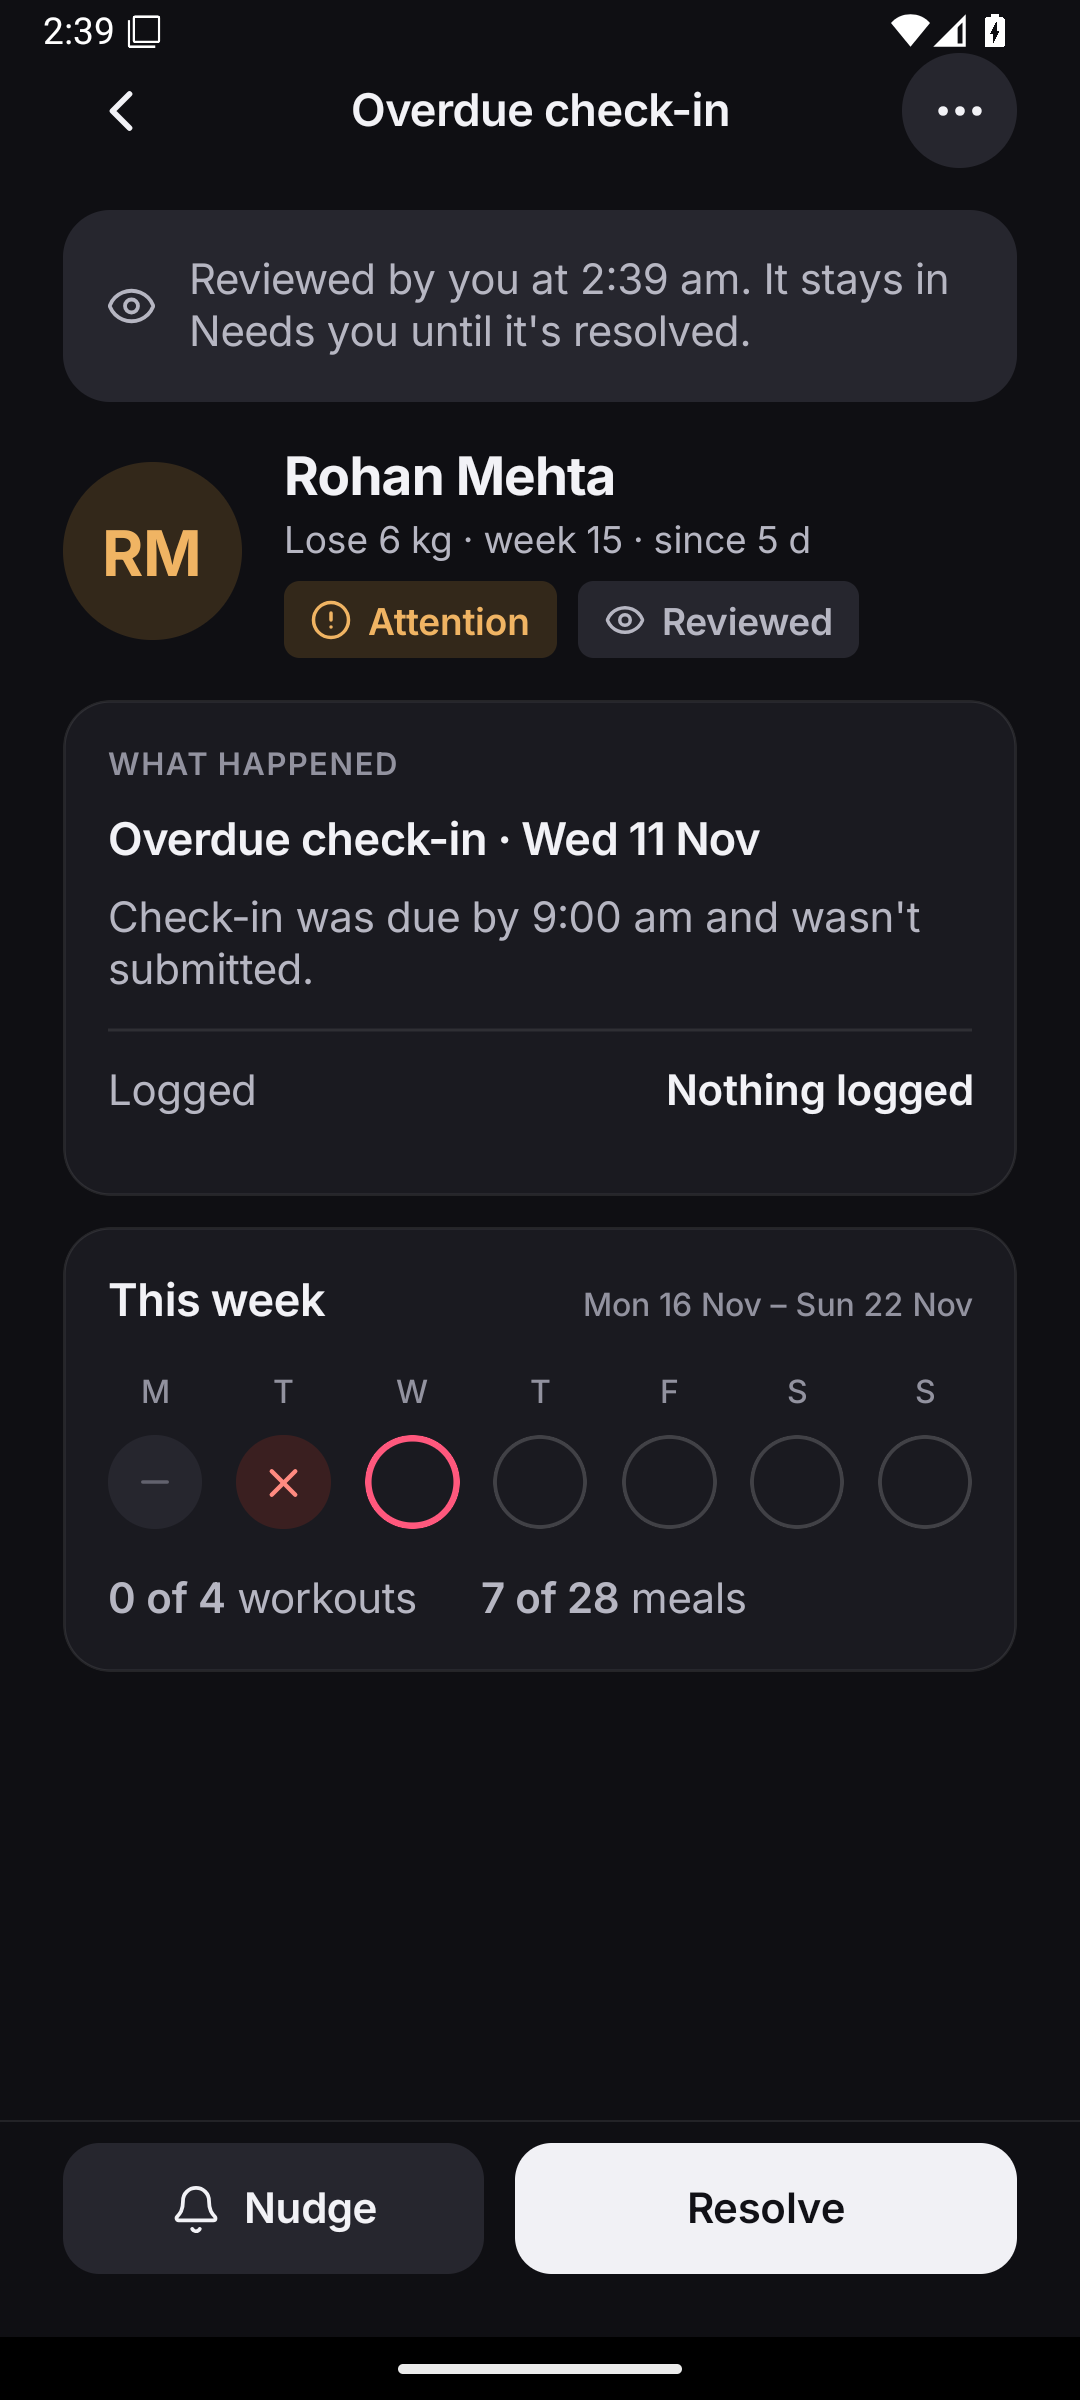 2:39
Overdue check-in
Reviewed by you at 2:39 am. It stays in
Needs you until it's resolved.
RM
Rohan Mehta
Lose 6 kg · week 15 · since 5 d
Attention
Reviewed
WHAT HAPPENED
Overdue check-in · Wed 11 Nov
Check-in was due by 9:00 am and wasn't
submitted.
Logged Nothing logged
This week Mon 16 Nov – Sun 22 Nov
M T W T F S S
0 of 4 workouts 7 of 28 meals
Nudge Resolve